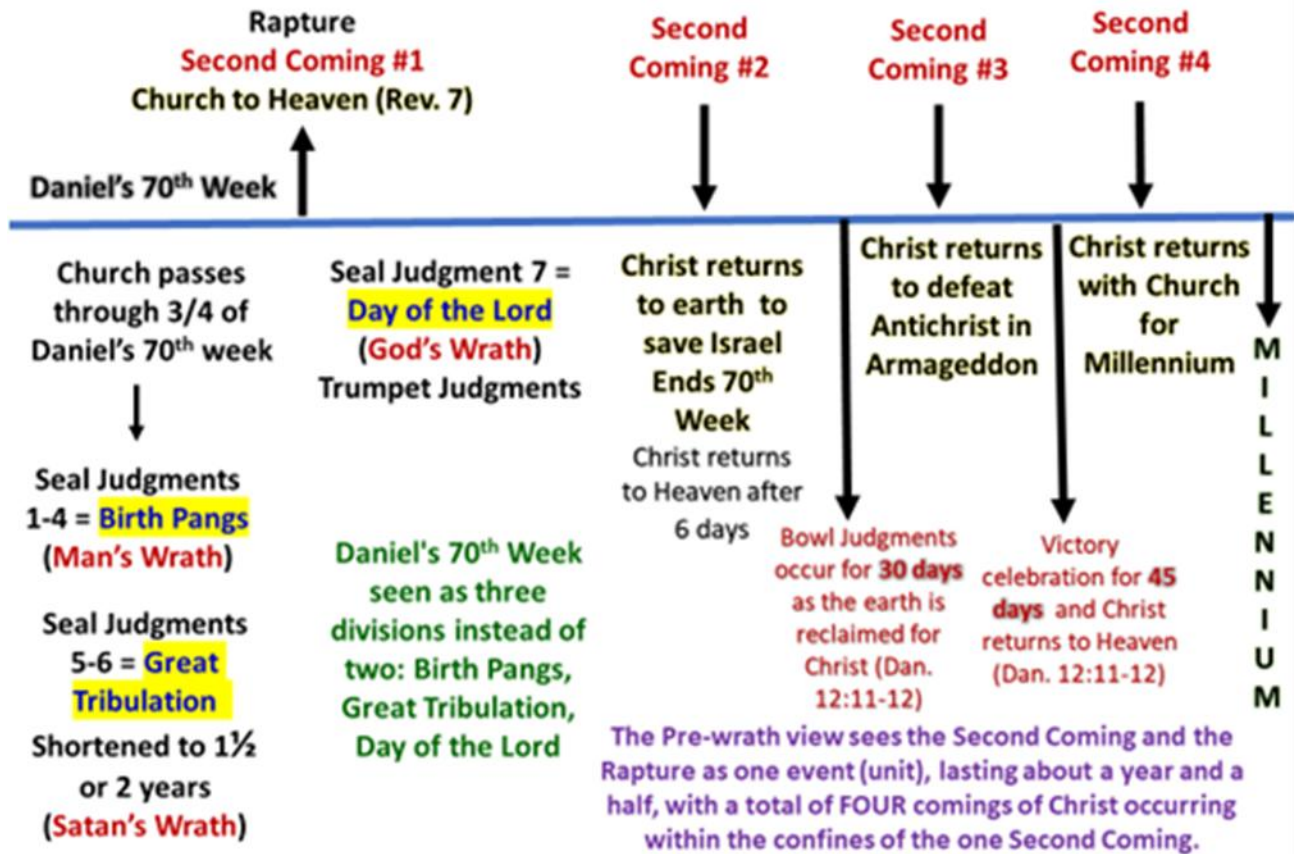 Rapture
Second Coming #1
Church to Heaven (Rev. 7)
Second
Coming #2
Second
Coming #3
Second
Coming #4
Daniel's 70th Week
Church passes
through 3/4 of
Daniel's 70th week
Seal Judgments
1-4 = Birth Pangs
(Man's Wrath)
Seal Judgments
5-6 = Great
Tribulation
Shortened to 1½
or 2 years
(Satan's Wrath)
Seal Judgment 7 =
Day of the Lord
(God's Wrath)
Trumpet Judgments
Daniel's 70th Week
seen as three
divisions instead of
two: Birth Pangs,
Great Tribulation,
Day of the Lord
Christ returns
to earth to
save Israel
Ends 70th
Week
Christ returns
to Heaven after
6 days
Bowl Judgments
occur for 30 days
as the earth is
reclaimed for
Christ (Dan.
12:11-12)
Christ returns
to defeat
Antichrist in
Armageddon
Victory
celebration for 45
days and Christ
returns to Heaven
(Dan. 12:11-12)
Christ returns
with Church
for
Millennium
MILLENNIUM
The Pre-wrath view sees the Second Coming and the
Rapture as one event (unit), lasting about a year and a
half, with a total of FOUR comings of Christ occurring
within the confines of the one Second Coming.